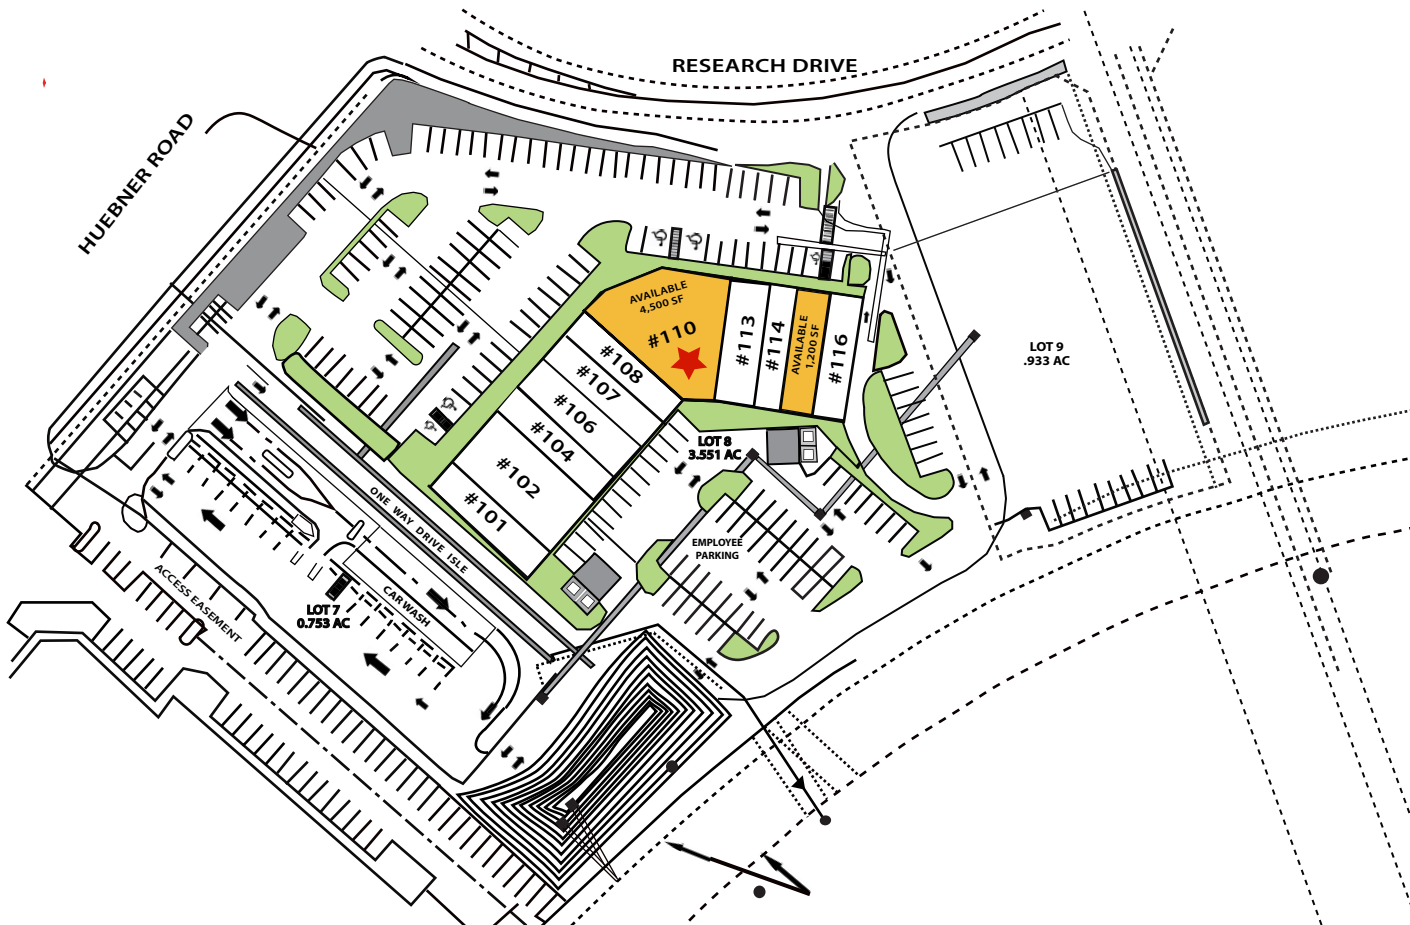 RESEARCH DRIVE
HUEBNER ROAD
AVAILABLE
4,500 SF
#110
#113
#114
AVAILABLE
1,200 SF
#116
#108
#107
#106
#104
#102
#101
LOT 9
.933 AC
LOT 8
3.551 AC
EMPLOYEE
PARKING
ONE WAY DRIVE ISLE
CAR WASH
ACCESS EASEMENT
LOT 7
0.753 AC